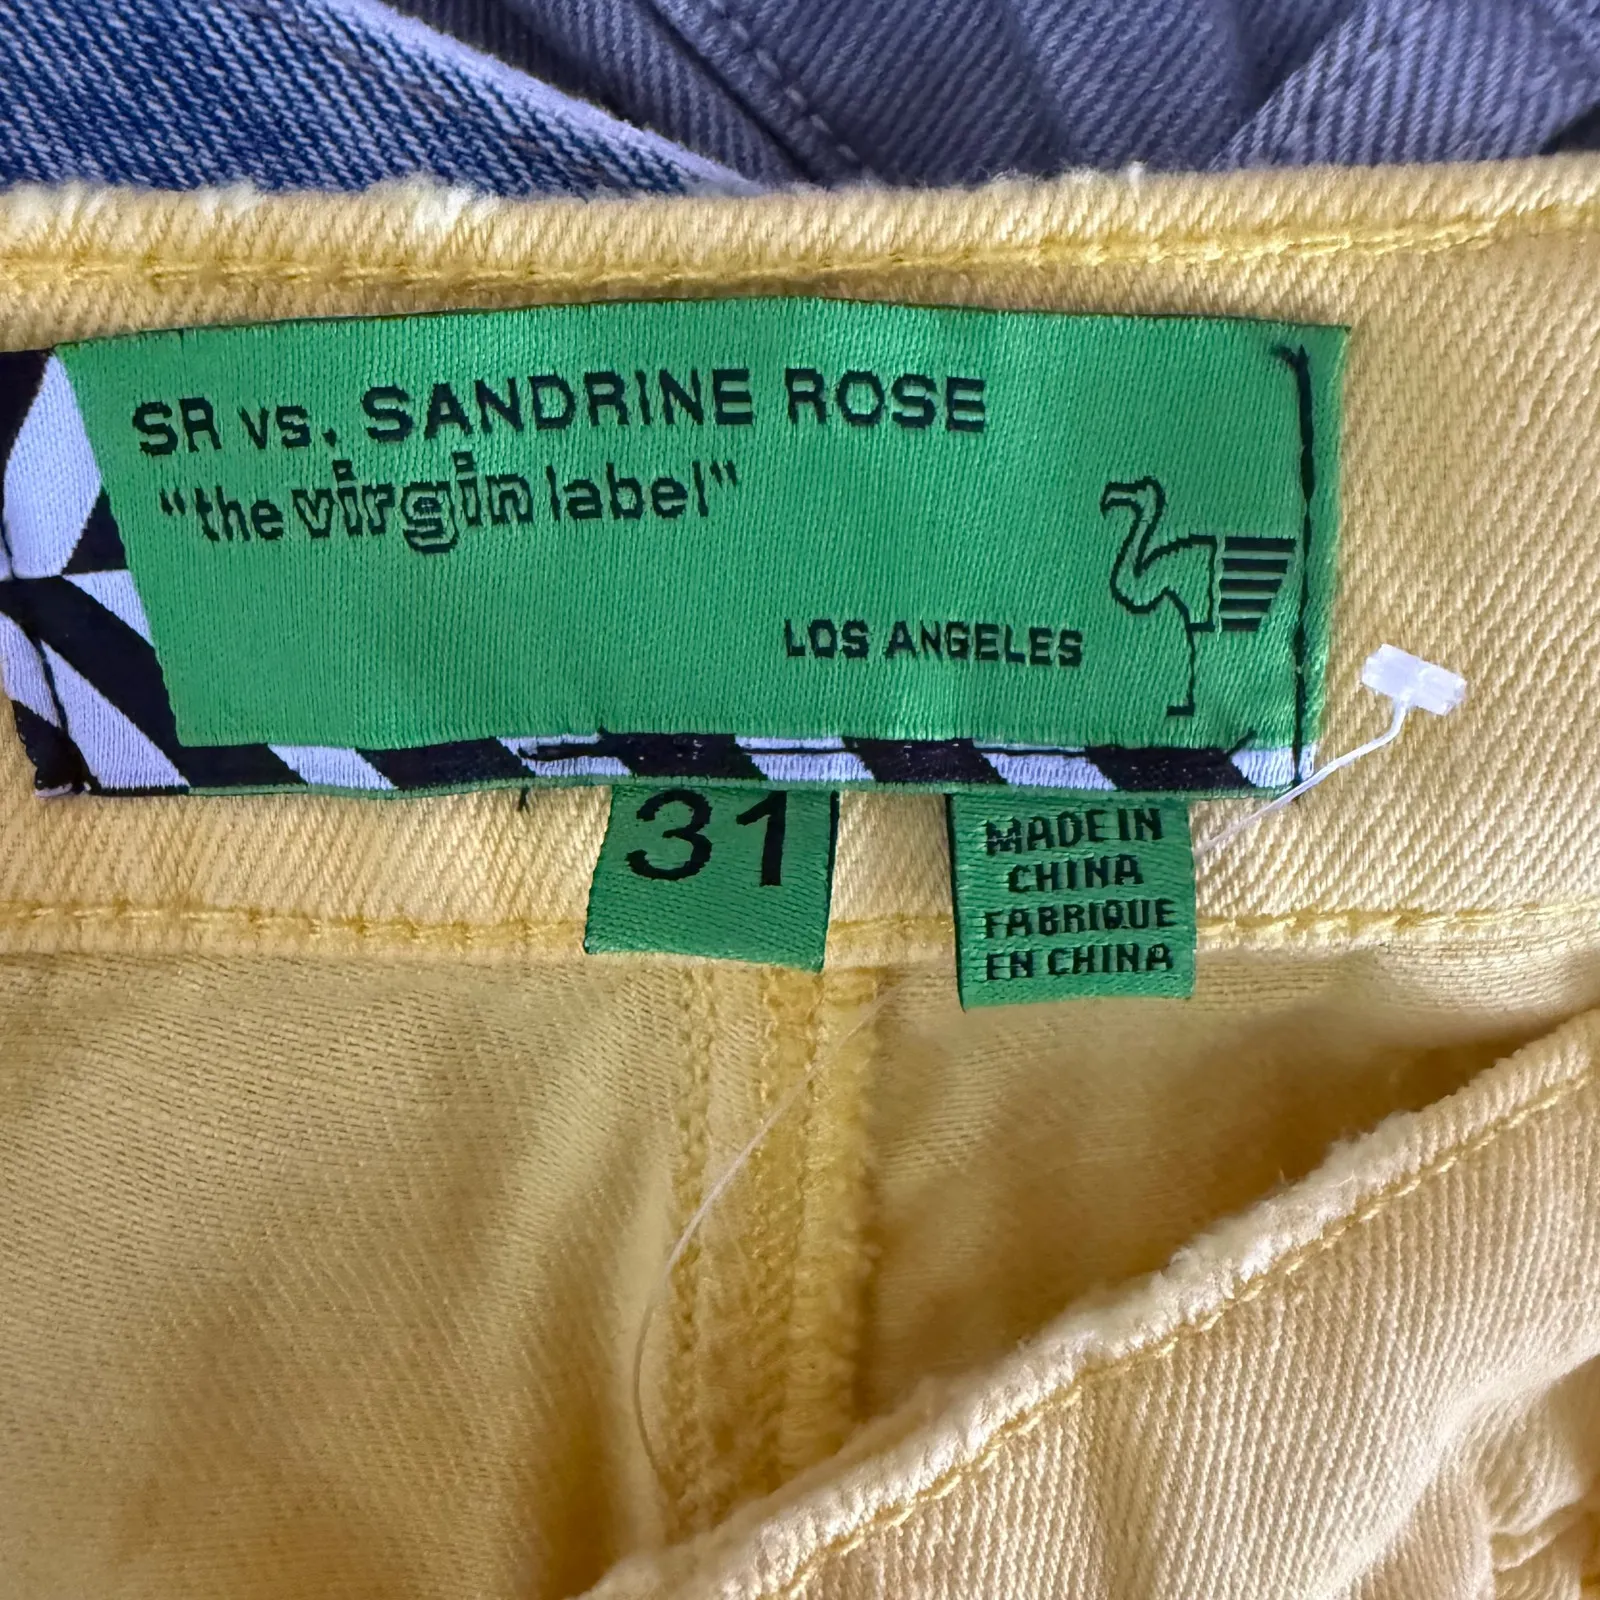 SR vs. SANDRINE ROSE
"the virgin label"
LOS ANGELES
31
MADE IN
CHINA
FABRIQUE
EN CHINA